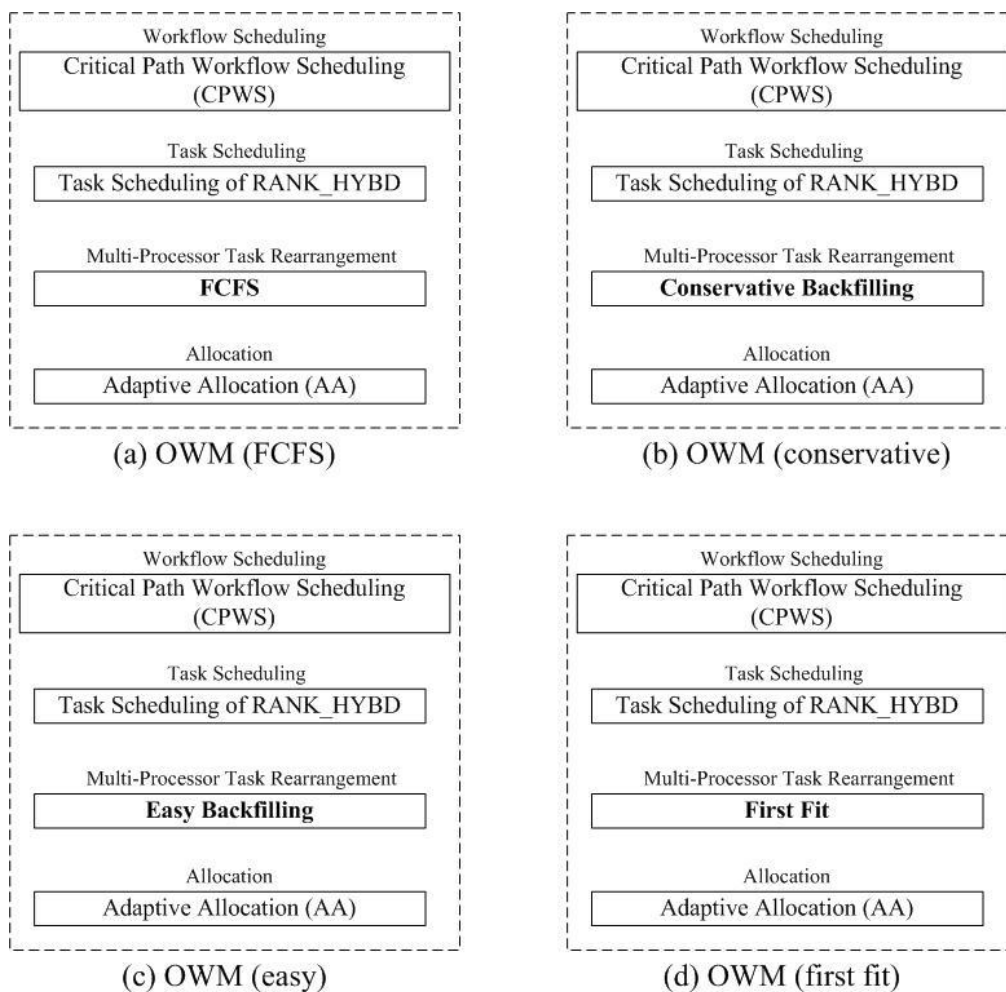 Workflow Scheduling
Critical Path Workflow Scheduling
(CPWS)
Task Scheduling
Task Scheduling of RANK_HYBD
Multi-Processor Task Rearrangement
FCFS
Allocation
Adaptive Allocation (AA)
(a) OWM (FCFS)
Workflow Scheduling
Critical Path Workflow Scheduling
(CPWS)
Task Scheduling
Task Scheduling of RANK_HYBD
Multi-Processor Task Rearrangement
Conservative Backfilling
Allocation
Adaptive Allocation (AA)
(b) OWM (conservative)
Workflow Scheduling
Critical Path Workflow Scheduling
(CPWS)
Task Scheduling
Task Scheduling of RANK_HYBD
Multi-Processor Task Rearrangement
Easy Backfilling
Allocation
Adaptive Allocation (AA)
(c) OWM (easy)
Workflow Scheduling
Critical Path Workflow Scheduling
(CPWS)
Task Scheduling
Task Scheduling of RANK_HYBD
Multi-Processor Task Rearrangement
First Fit
Allocation
Adaptive Allocation (AA)
(d) OWM (first fit)